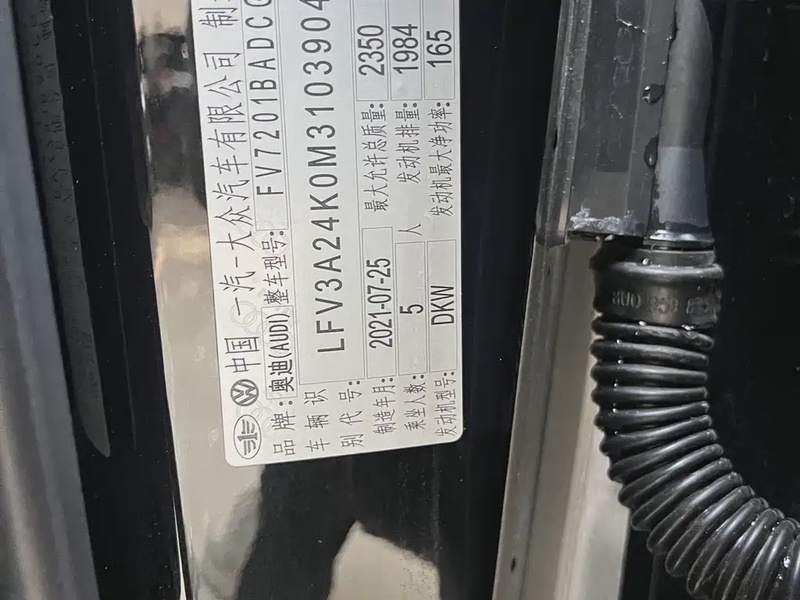 中国 一汽-大众汽车有限公司 制
品 牌: 奥迪(AUDI) 整车型号: FV7201BADC
车 辆 识
别 代 号: LFV3A24K0M3103904
制造年月: 2021-07-25 最大允许总质量: 2350
乘坐人数: 5 人 发动机排量: 1984
发动机型号: DKW 发动机最大净功率: 165